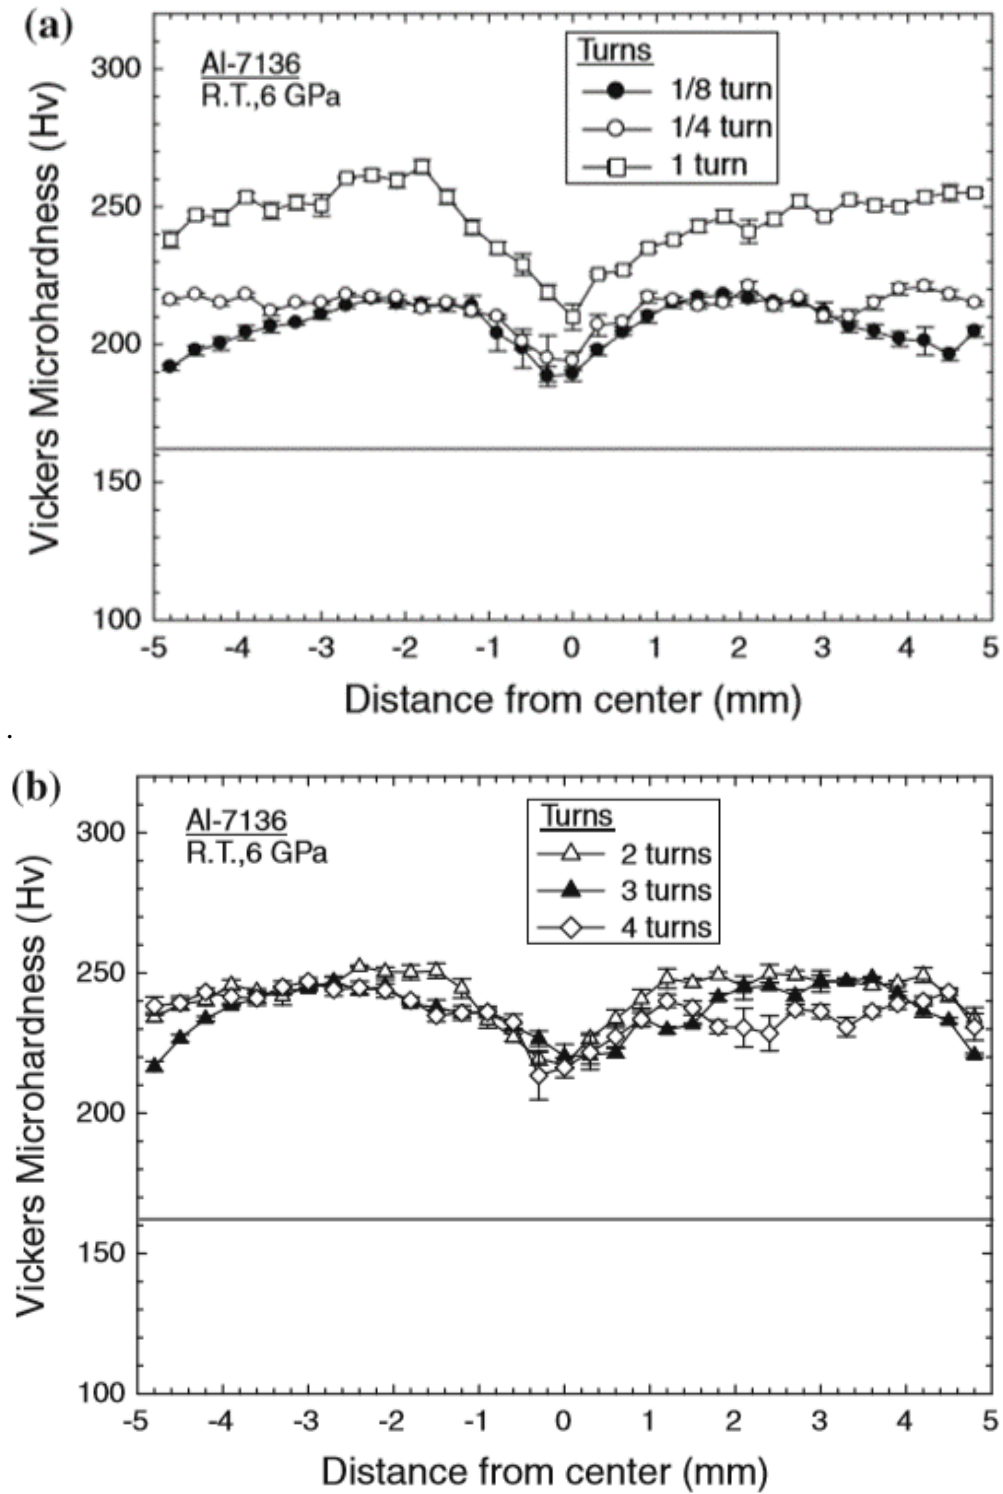 (a)
Al-7136
R.T.,6 GPa
Turns
1/8 turn
1/4 turn
1 turn
Vickers Microhardness (Hv)
300
250
200
150
100
-5 -4 -3 -2 -1 0 1 2 3 4 5
Distance from center (mm)
.
(b)
Al-7136
R.T.,6 GPa
Turns
2 turns
3 turns
4 turns
Vickers Microhardness (Hv)
300
250
200
150
100
-5 -4 -3 -2 -1 0 1 2 3 4 5
Distance from center (mm)